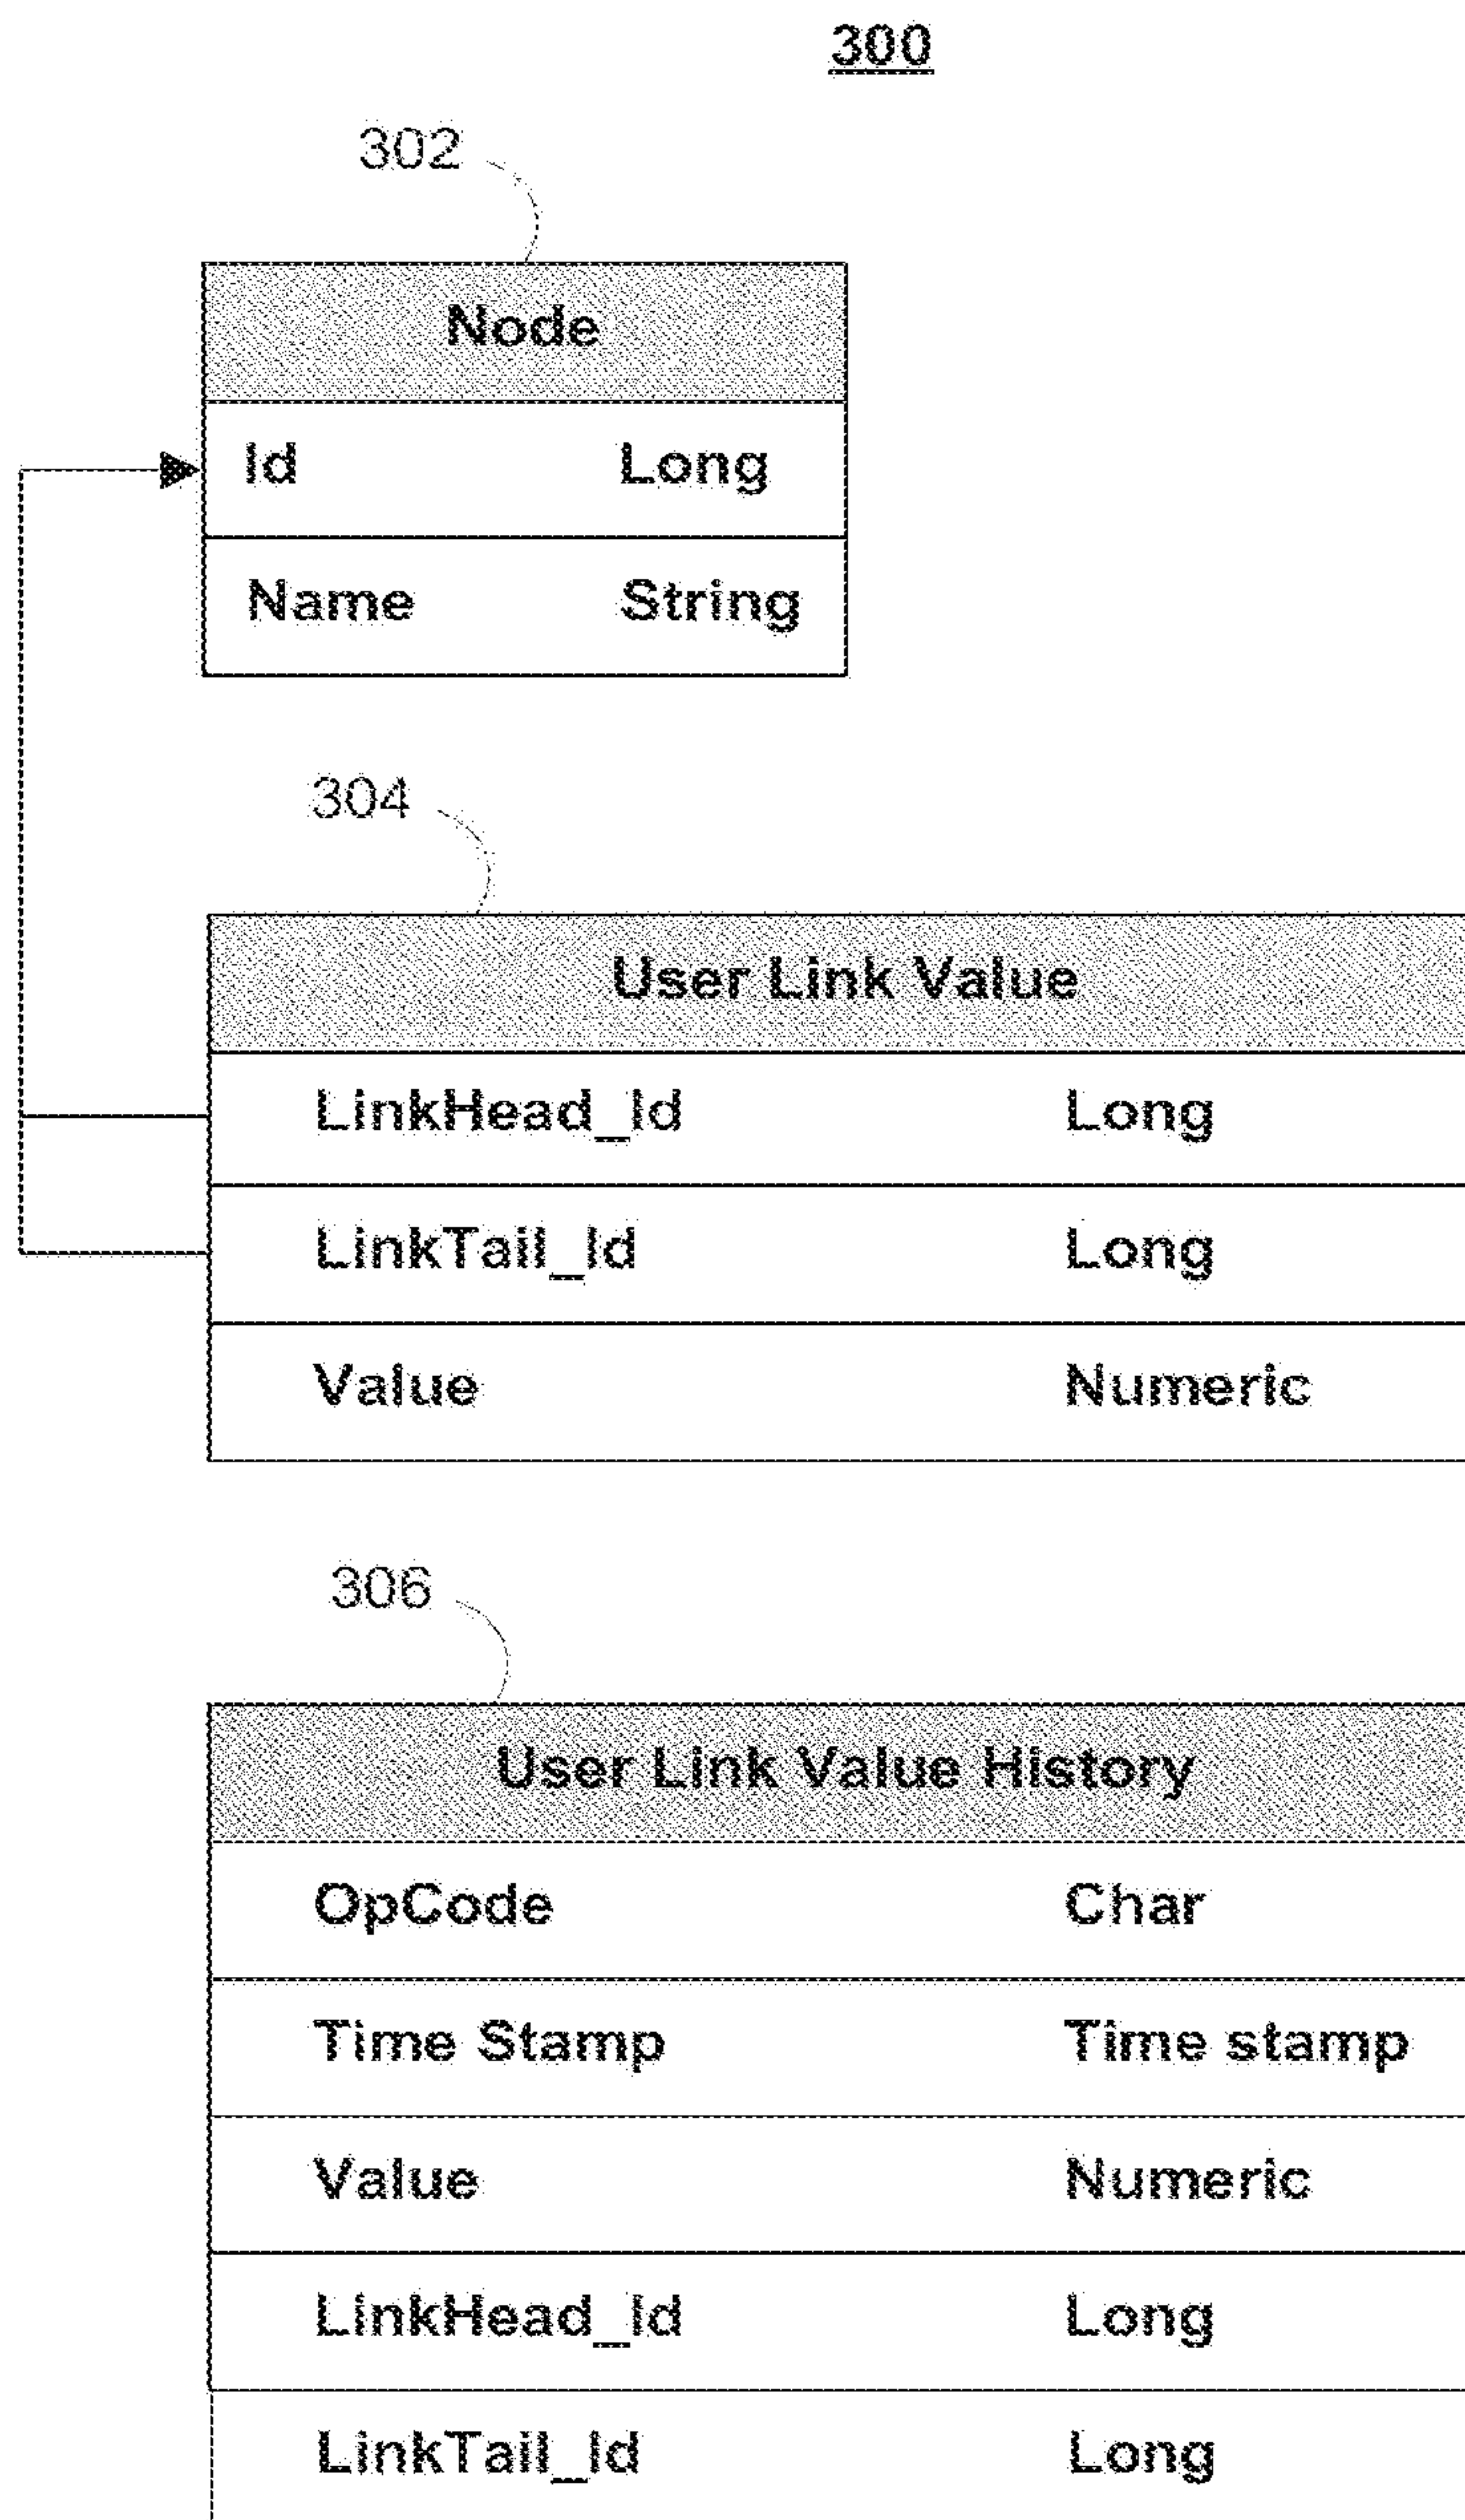 300
302
Node
Id Long
Name String
304
User Link Value
LinkHead_Id Long
LinkTail_Id Long
Value Numeric
306
User Link Value History
OpCode Char
Time Stamp Time stamp
Value Numeric
LinkHead_Id Long
LinkTail_Id Long